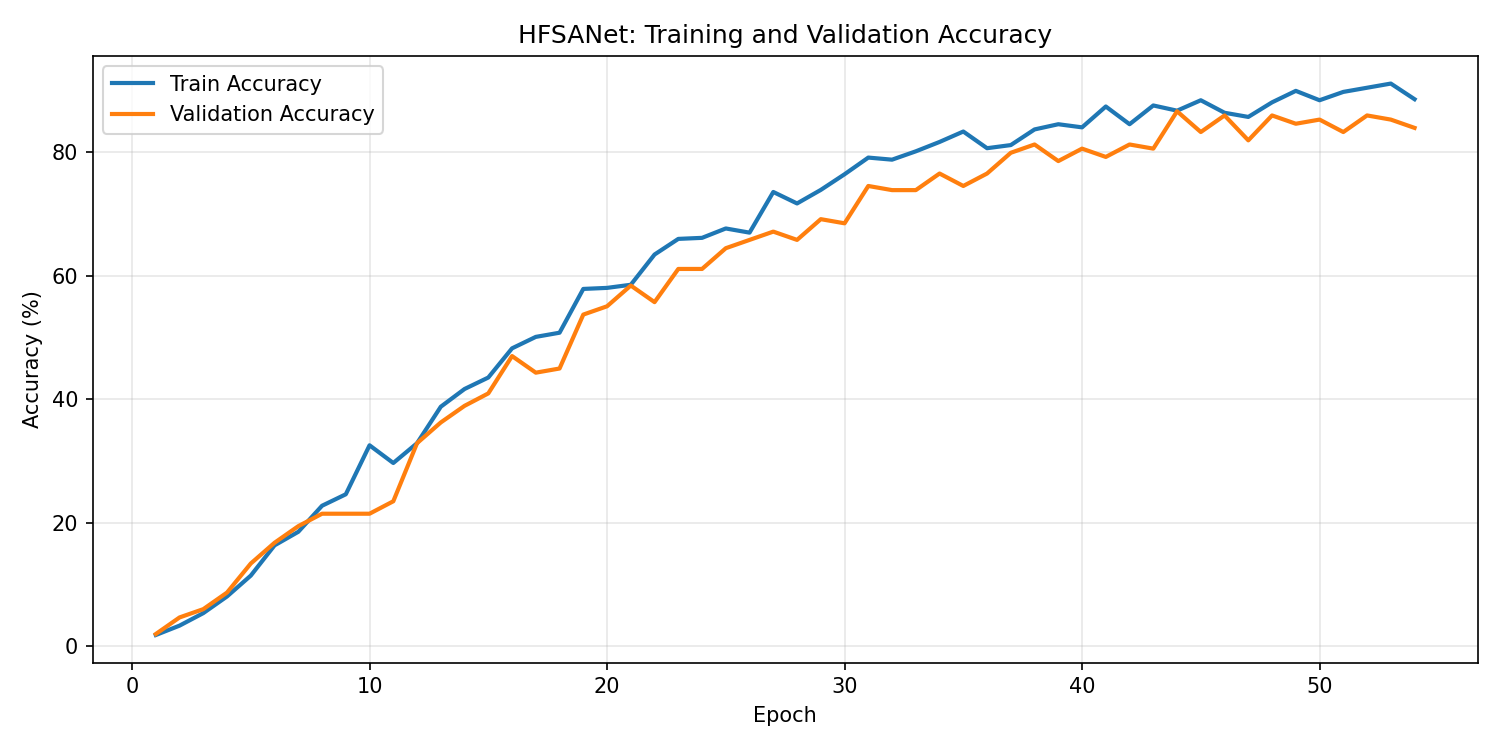 HFSANet: Training and Validation Accuracy
Train Accuracy
Validation Accuracy
Accuracy (%)
80
60
40
20
0
0 10 20 30 40 50
Epoch